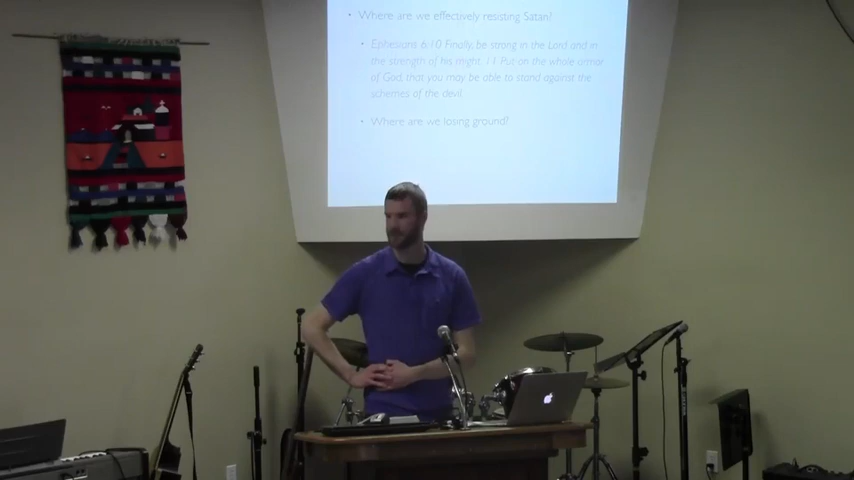 • Where are we effectively resisting Satan?
• Ephesians 6:10 Finally, be strong in the Lord and in
the strength of his might. 11 Put on the whole armor
of God, that you may be able to stand against the
schemes of the devil
• Where are we losing ground?